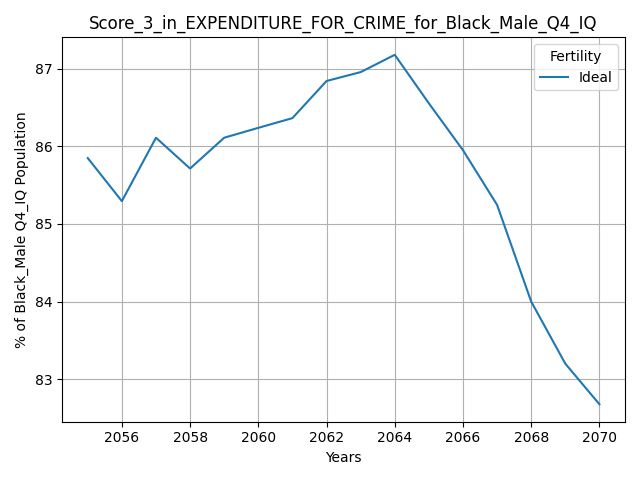 Score_3_in_EXPENDITURE_FOR_CRIME_for_Black_Male_Q4_IQ
Fertility
Ideal
% of Black_Male Q4_IQ Population
87
86
85
84
83
2056 2058 2060 2062 2064 2066 2068 2070
Years